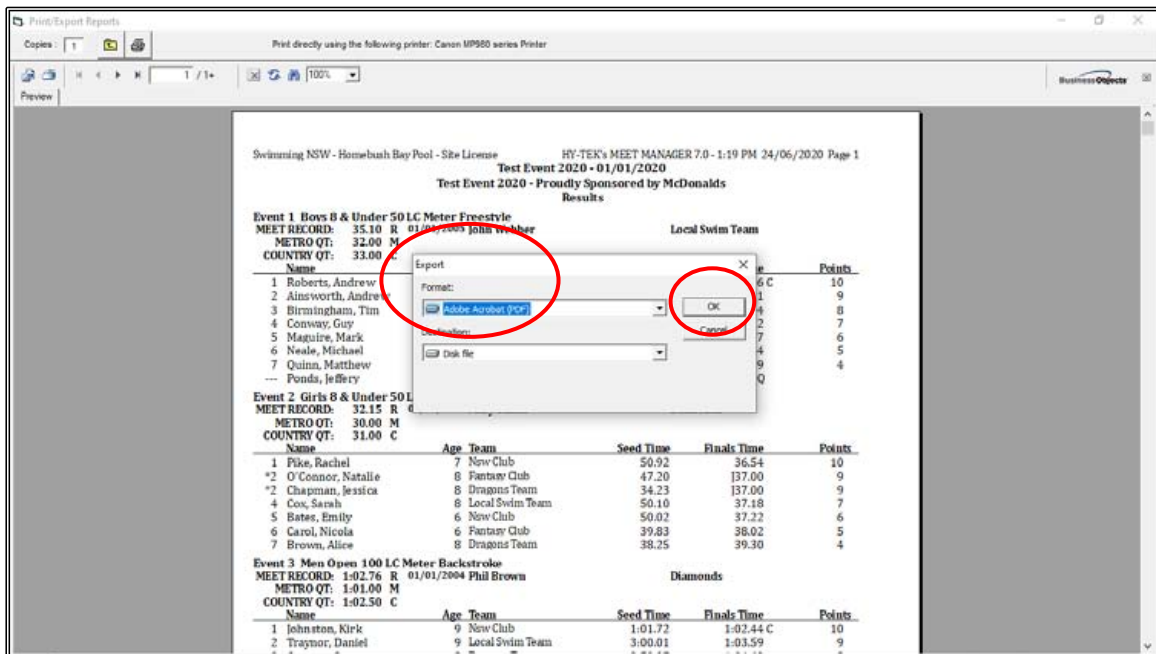 Print/Export Reports
Copies : 1 Print directly using the following printer: Canon MP980 series Printer
1 / 1+ 100% BusinessObjects
Preview
Swimming NSW - Homebush Bay Pool - Site License HY-TEK's MEET MANAGER 7.0 - 1:19 PM 24/06/2020 Page 1
Test Event 2020 - 01/01/2020
Test Event 2020 - Proudly Sponsored by McDonalds
Results
Event 1 Boys 8 & Under 50 LC Meter Freestyle
MEET RECORD: 35.10 R 01/01/2005 John Webber Local Swim Team
METRO QT: 32.00 M
COUNTRY QT: 33.00 C
Name Points
1 Roberts, Andrew 6 C 10
2 Ainsworth, Andrew 1 9
3 Birmingham, Tim 4 8
4 Conway, Guy 2 7
5 Maguire, Mark 7 6
6 Neale, Michael 4 5
7 Quinn, Matthew 9 4
--- Ponds, Jeffery Q
Export
Format:
Adobe Acrobat (PDF)
OK
Destination:
Cancel
Disk file
Event 2 Girls 8 & Under 50 L
MEET RECORD: 32.15 R
METRO QT: 30.00 M
COUNTRY QT: 31.00 C
Name Age Team Seed Time Finals Time Points
1 Pike, Rachel 7 Nsw Club 50.92 36.54 10
*2 O'Connor, Natalie 8 Fantasy Club 47.20 J37.00 9
*2 Chapman, Jessica 8 Dragons Team 34.23 J37.00 9
4 Cox, Sarah 8 Local Swim Team 50.10 37.18 7
5 Bates, Emily 6 Nsw Club 50.02 37.22 6
6 Carol, Nicola 6 Fantasy Club 39.83 38.02 5
7 Brown, Alice 8 Dragons Team 38.25 39.30 4
Event 3 Men Open 100 LC Meter Backstroke
MEET RECORD: 1:02.76 R 01/01/2004 Phil Brown Diamonds
METRO QT: 1:01.00 M
COUNTRY QT: 1:02.50 C
Name Age Team Seed Time Finals Time Points
1 Johnston, Kirk 9 Nsw Club 1:01.72 1:02.44 C 10
2 Traynor, Daniel 9 Local Swim Team 3:00.01 1:03.59 9